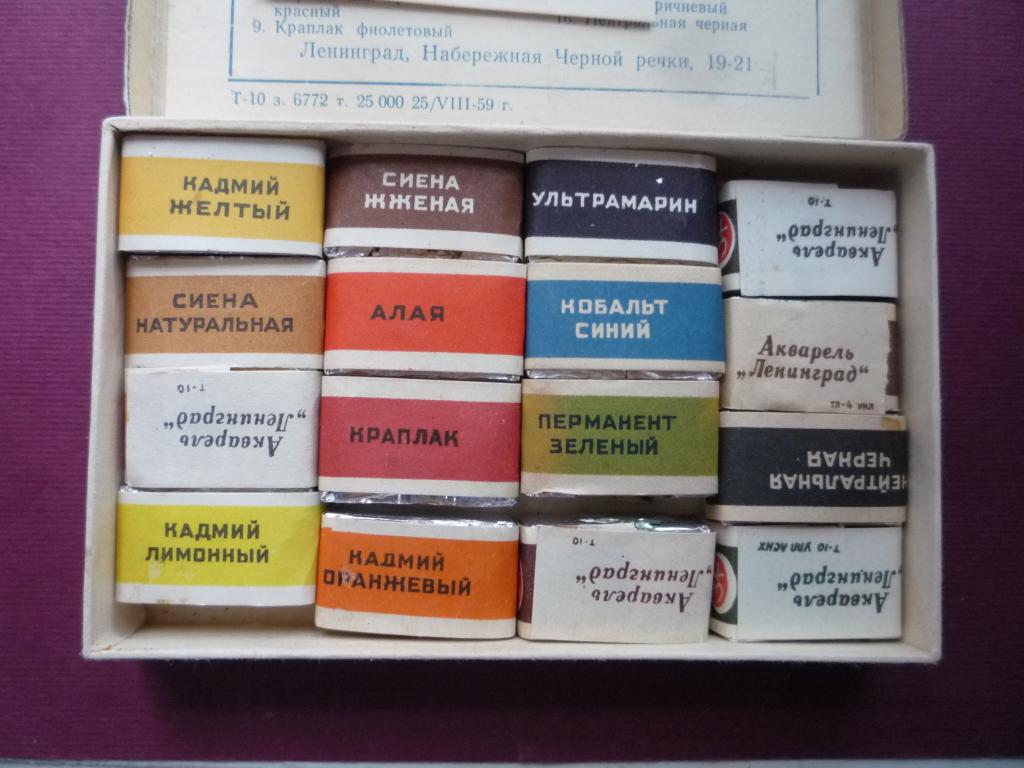 красный
9. Краплак фиолетовый
16. Нейтральная черная
Ленинград, Набережная Черной речки, 19-21
Т-10 з. 6772 т. 25 000 25/VIII-59 г.
КАДМИЙ
ЖЕЛТЫЙ
СИЕНА
ЖЖЕНАЯ
УЛЬТРАМАРИН
Акварель
„Ленинград“
Т-10
СИЕНА
НАТУРАЛЬНАЯ
АЛАЯ
КОБАЛЬТ
СИНИЙ
Акварель
„Ленинград“
Акварель
„Ленинград“
Т-10
КРАПЛАК
ПЕРМАНЕНТ
ЗЕЛЕНЫЙ
НЕЙТРАЛЬНАЯ
ЧЕРНАЯ
КАДМИЙ
ЛИМОННЫЙ
КАДМИЙ
ОРАНЖЕВЫЙ
Акварель
„Ленинград“
Т-10
Акварель
„Ленинград“
Т-10 УПП ЛСНХ